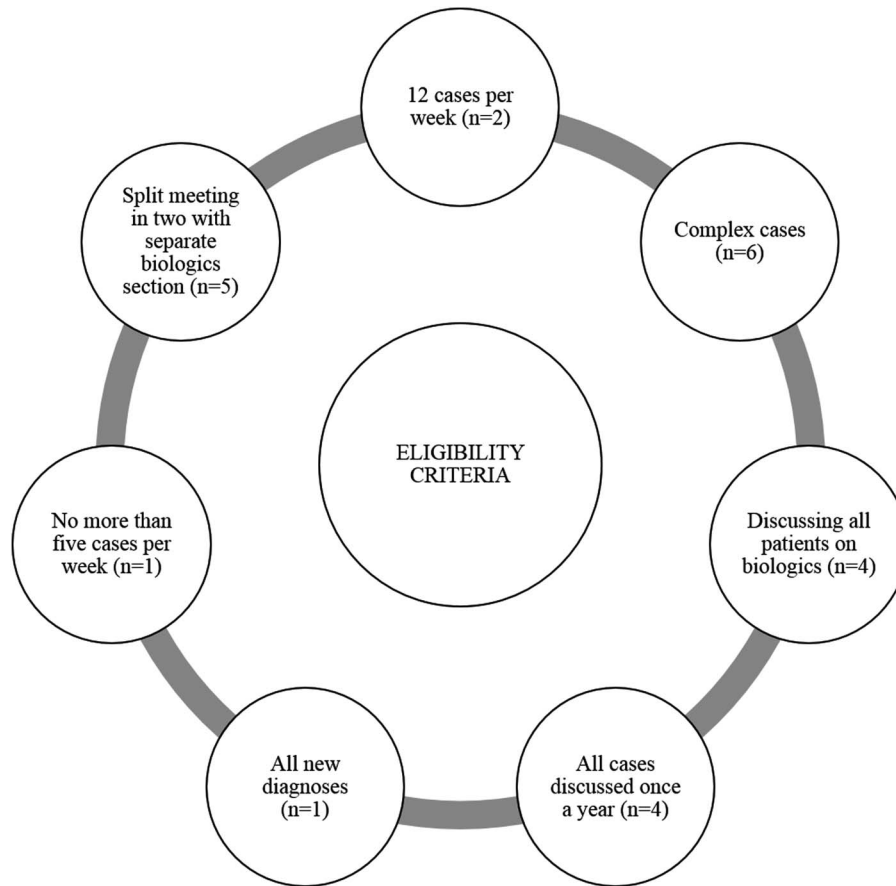 12 cases per
week (n=2)
Complex cases
(n=6)
Discussing all
patients on
biologics (n=4)
All cases
discussed once
a year (n=4)
All new
diagnoses
(n=1)
No more than
five cases per
week (n=1)
Split meeting
in two with
separate
biologics
section (n=5)
ELIGIBILITY
CRITERIA